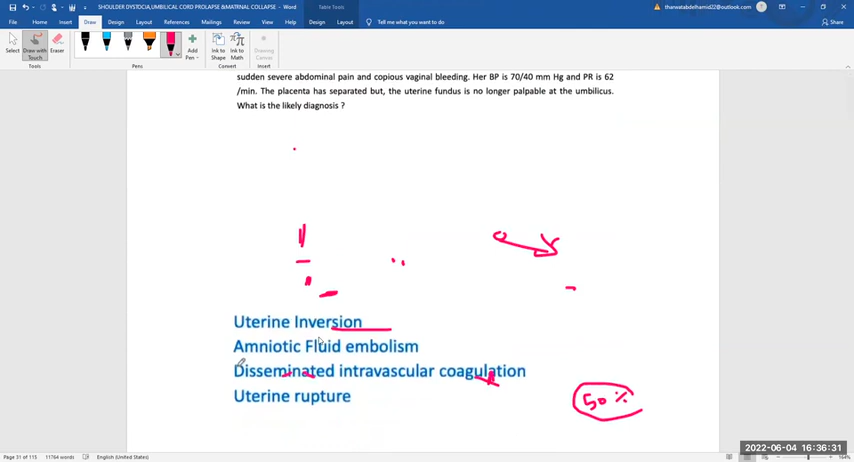 SHOULDER DYSTOCIA,UMBILICAL CORD PROLAPSE &MATRINAL COLLAPSE - Word
Table Tools
tharwatabdelhamid22@outlook.com
File Home Insert Draw Design Layout References Mailings Review View Help Design Layout Tell me what you want to do
Share
Select
Draw with Touch
Eraser
Add Pen
Ink to Shape
Ink to Math
Drawing Canvas
Tools
Pens
Convert
Insert
sudden severe abdominal pain and copious vaginal bleeding. Her BP is 70/40 mm Hg and PR is 62
/min. The placenta has separated but, the uterine fundus is no longer palpable at the umbilicus.
What is the likely diagnosis ?
Uterine Inversion
Amniotic Fluid embolism
Disseminated intravascular coagulation
Uterine rupture
50 %
2022-06-04 16:36:31
Page 31 of 115 11764 words English (United States)
164%